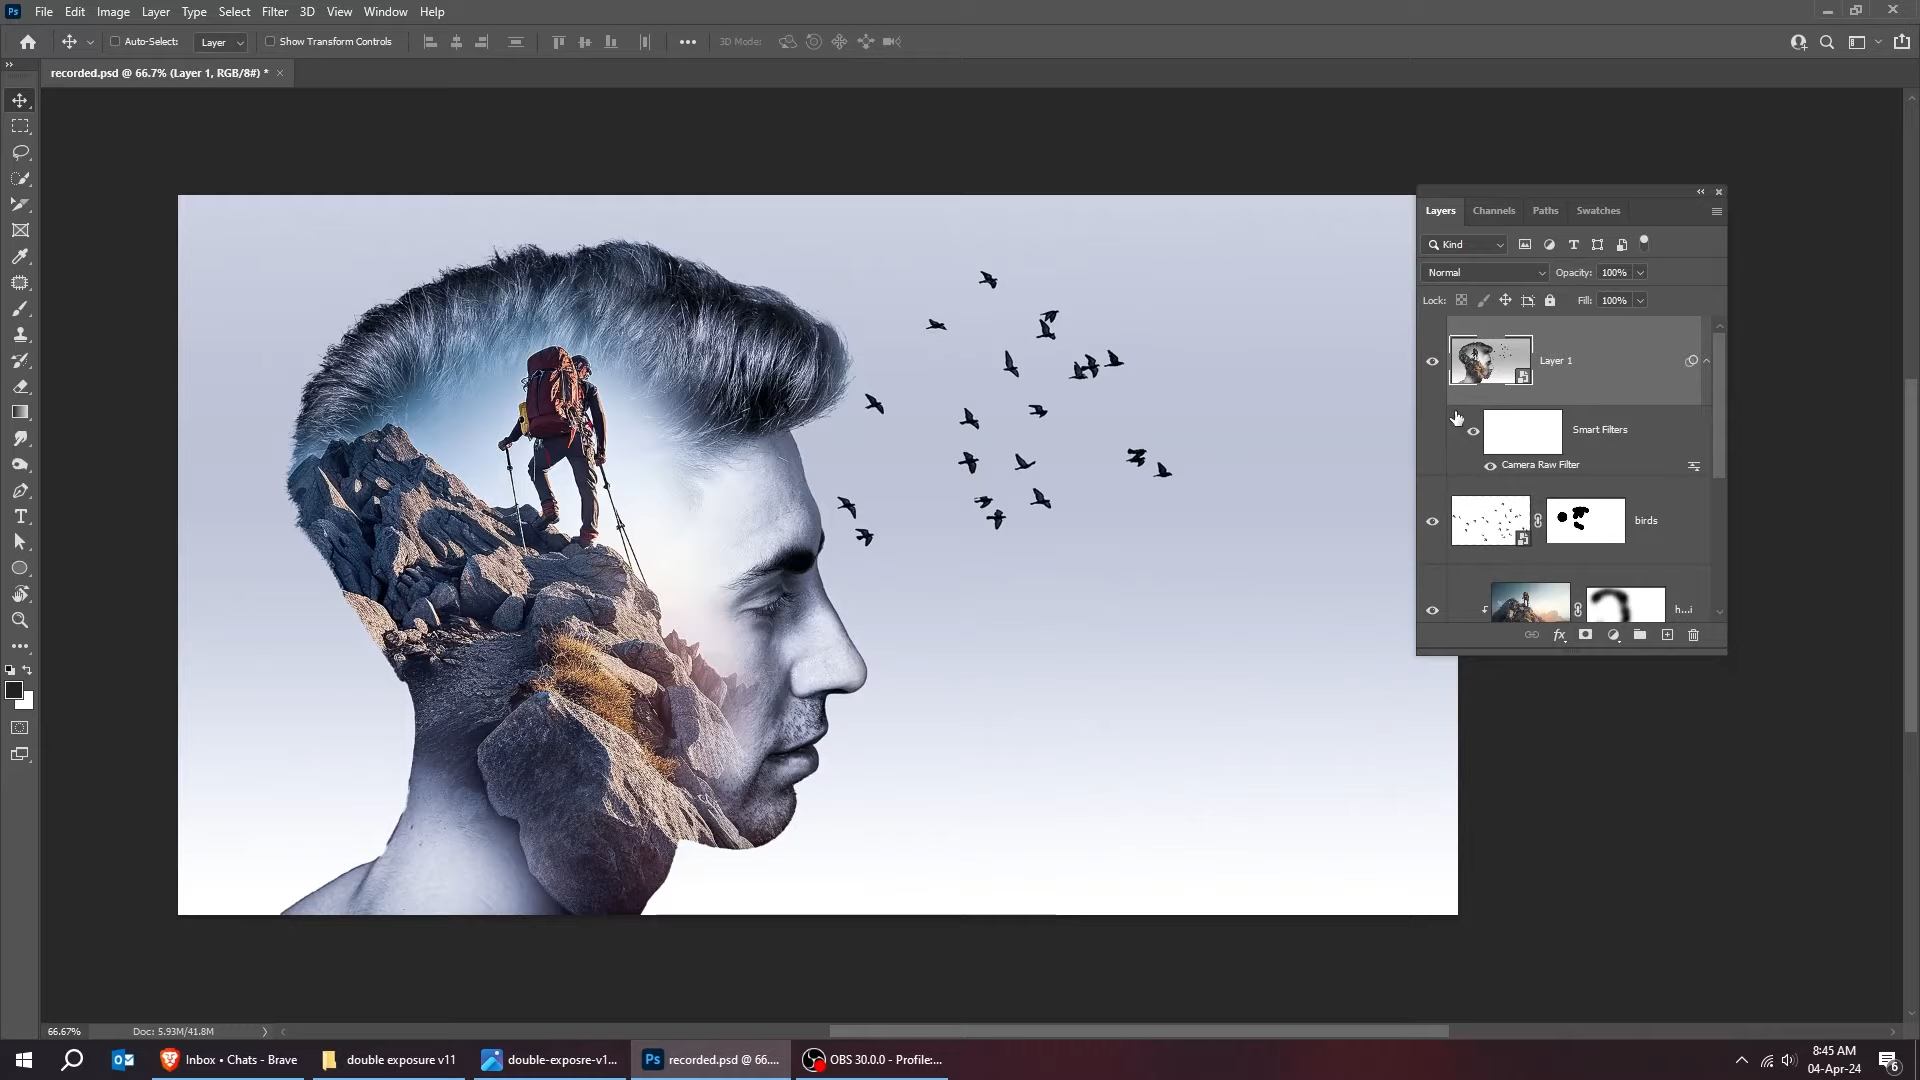 Ps File Edit Image Layer Type Select Filter 3D View Window Help
Auto-Select: Layer Show Transform Controls 3D Mode:
recorded.psd @ 66.7% (Layer 1, RGB/8#) * ×
Layers Channels Paths Swatches
Kind
Normal Opacity: 100%
Lock: Fill: 100%
Layer 1
Smart Filters
Camera Raw Filter
birds
h...i
fx
66.67% Doc: 5.93M/41.8M
Inbox • Chats - Brave double exposure v11 double-exposre-v1... Ps recorded.psd @ 66.... OBS 30.0.0 - Profile:...
8:45 AM
04-Apr-24
6